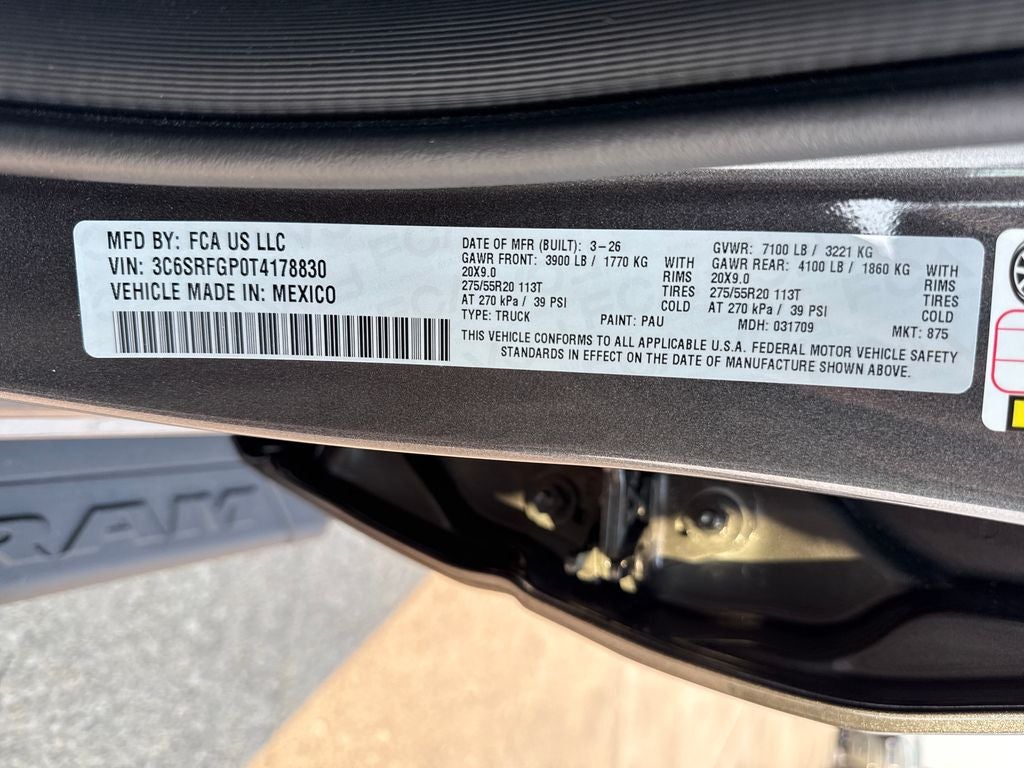 MFD BY: FCA US LLC
VIN: 3C6SRFGP0T4178830
VEHICLE MADE IN: MEXICO
DATE OF MFR (BUILT): 3-26
GVWR: 7100 LB / 3221 KG
GAWR FRONT: 3900 LB / 1770 KG WITH
GAWR REAR: 4100 LB / 1860 KG WITH
20X9.0 RIMS
20X9.0 RIMS
275/55R20 113T TIRES
275/55R20 113T TIRES
AT 270 kPa / 39 PSI COLD
AT 270 kPa / 39 PSI COLD
TYPE: TRUCK PAINT: PAU MDH: 031709 MKT: 875
THIS VEHICLE CONFORMS TO ALL APPLICABLE U.S.A. FEDERAL MOTOR VEHICLE SAFETY
STANDARDS IN EFFECT ON THE DATE OF MANUFACTURE SHOWN ABOVE.
RAM